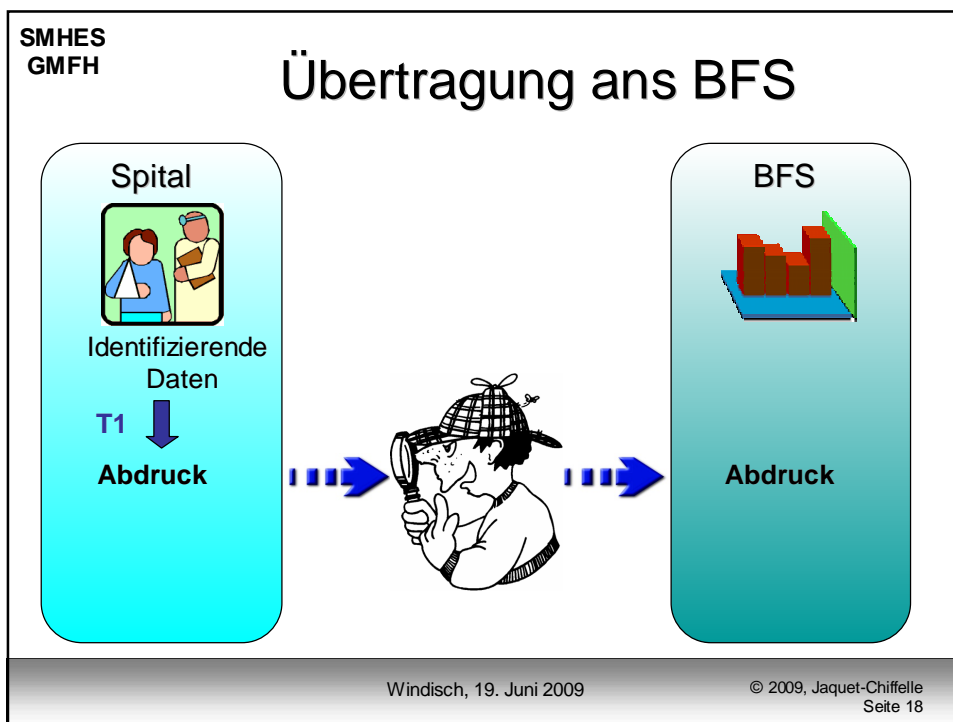 SMHES
GMFH
Übertragung ans BFS
Spital
Identifizierende
Daten
T1
Abdruck
BFS
Abdruck
Windisch, 19. Juni 2009
© 2009, Jaquet-Chiffelle
Seite 18